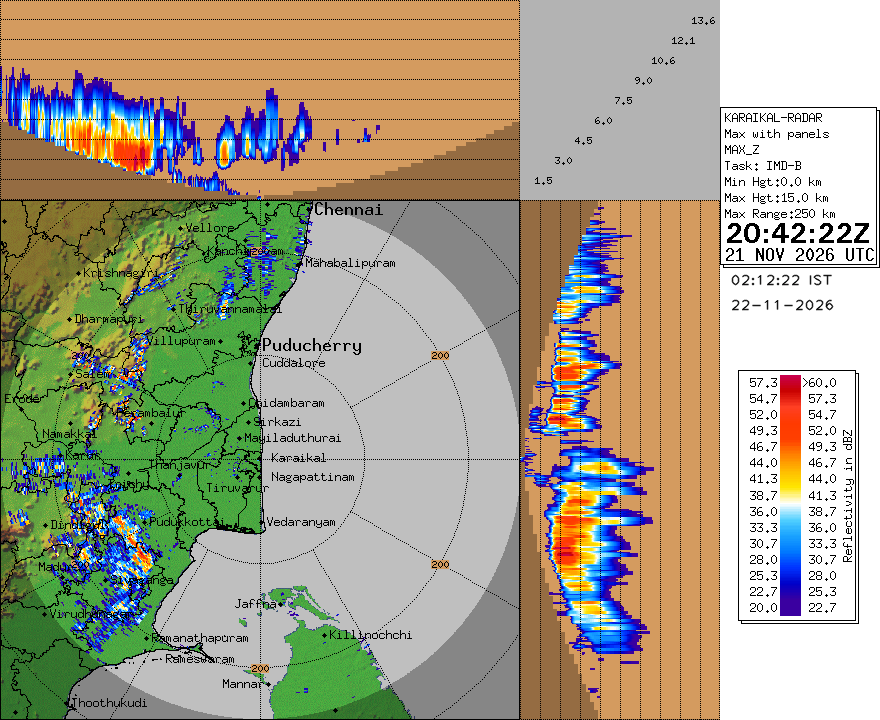 13.6
12.1
10.6
9.0
7.5
6.0
4.5
3.0
1.5
KARAIKAL-RADAR
Max with panels
MAX_Z
Task: IMD-B
Min Hgt:0.0 km
Max Hgt:15.0 km
Max Range:250 km
20:42:22Z
21 NOV 2026 UTC
02:12:22 IST
22-11-2026
Chennai
Vellore
Mahabalipuram
Krishnagiri
Thiruvannamalai
Dharmapuri
Villupuram
Puducherry
200
Cuddalore
Salem
Erode
Chidambaram
Perambalur
Sirkazi
Namakkal
Mayiladuthurai
Karur
Karaikal
Thanjavur
Nagapattinam
Tiruvarur
Pudukkottai
Vedaranyam
200
Jaffna
Killinochchi
Ramanathapuram
Rameswaram
200
Mannar
Thoothukudi
57.3 >60.0
54.7 57.3
52.0 54.7
49.3 52.0
46.7 49.3
44.0 46.7
41.3 44.0
38.7 41.3
36.0 38.7
33.3 36.0
30.7 33.3
28.0 30.7
25.3 28.0
22.7 25.3
20.0 22.7
Reflectivity in dBZ